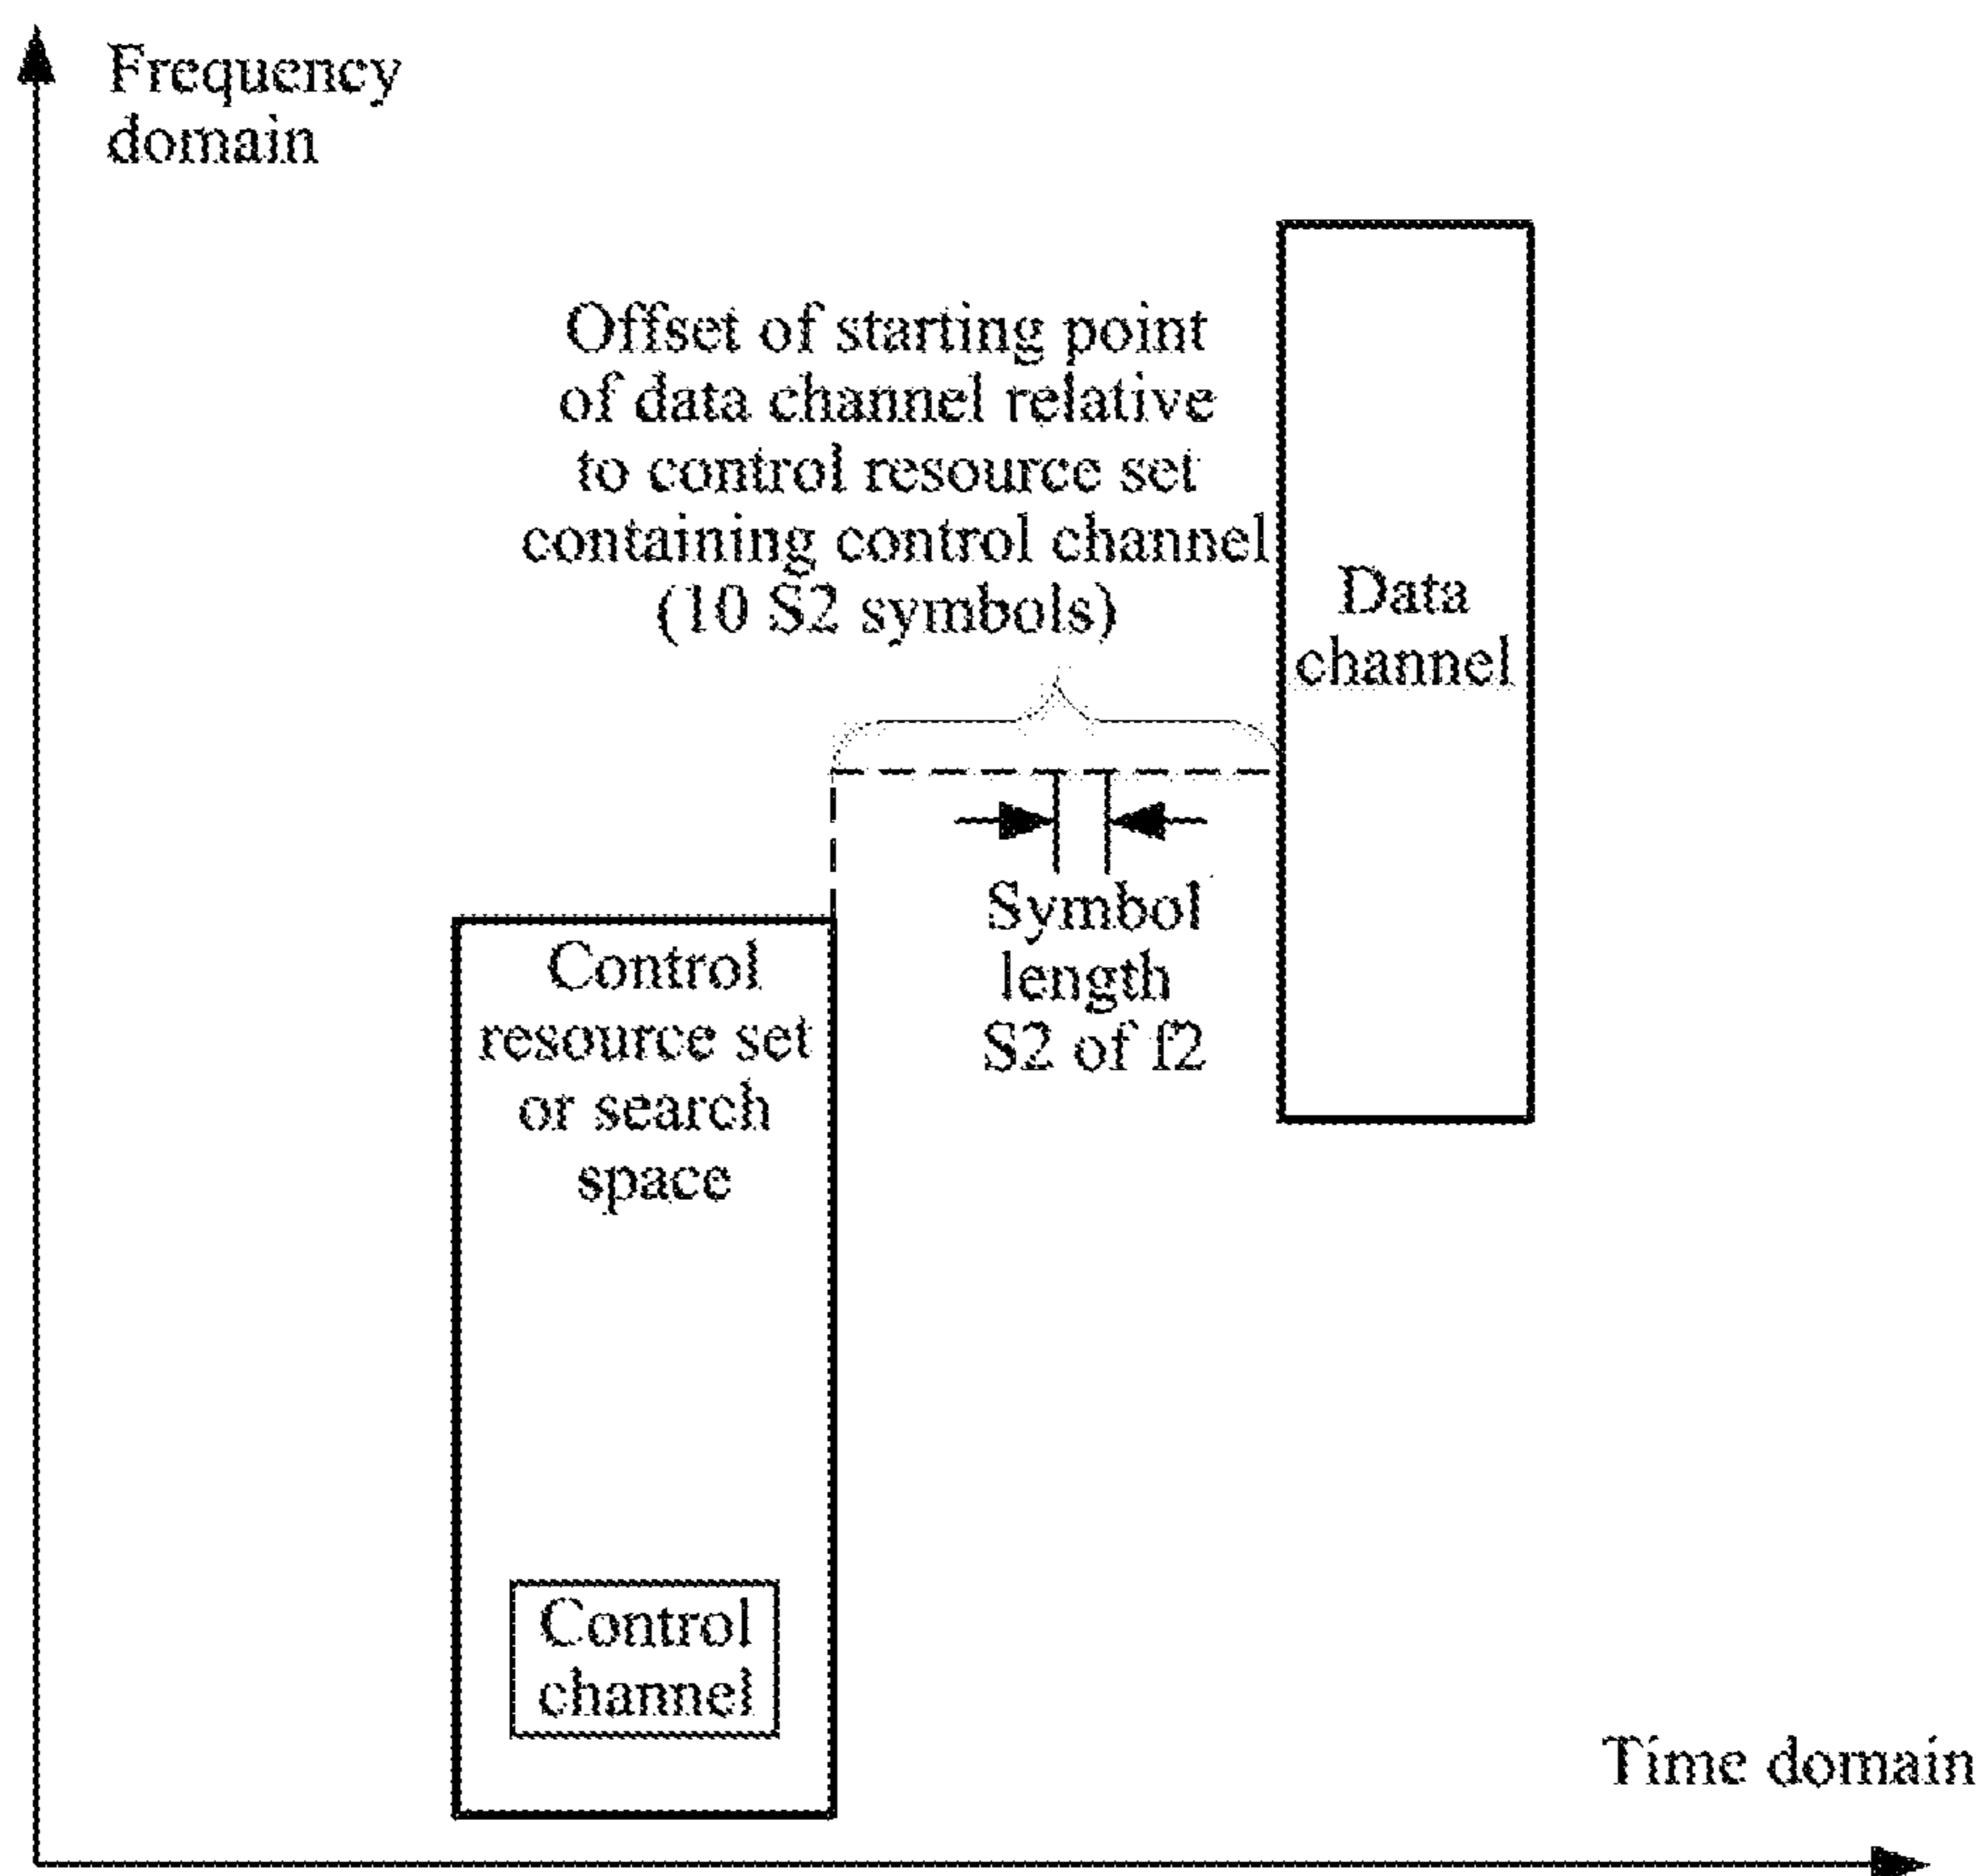 Frequency
domain
Offset of starting point
of data channel relative
to control resource set
containing control channel
(10 S2 symbols)
Data
channel
Symbol
length
S2 of f2
Control
resource set
or search
space
Control
channel
Time domain